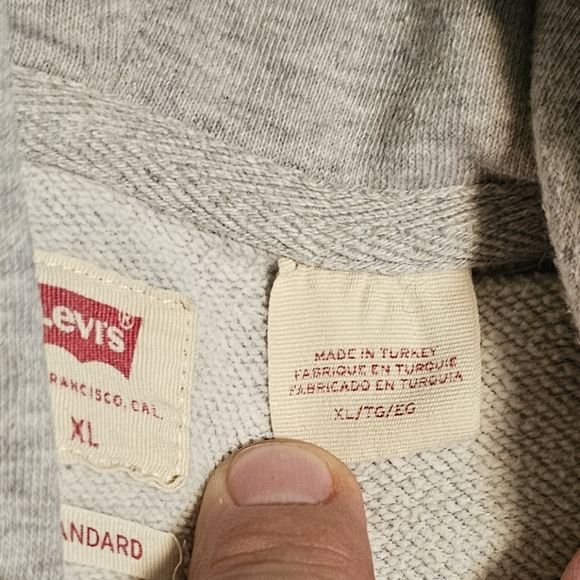 Levi's®
RANCISCO, CAL.
XL
ANDARD
MADE IN TURKEY
FABRIQUE EN TURQUIE
FABRICADO EN TURQUIA
XL/TG/EG